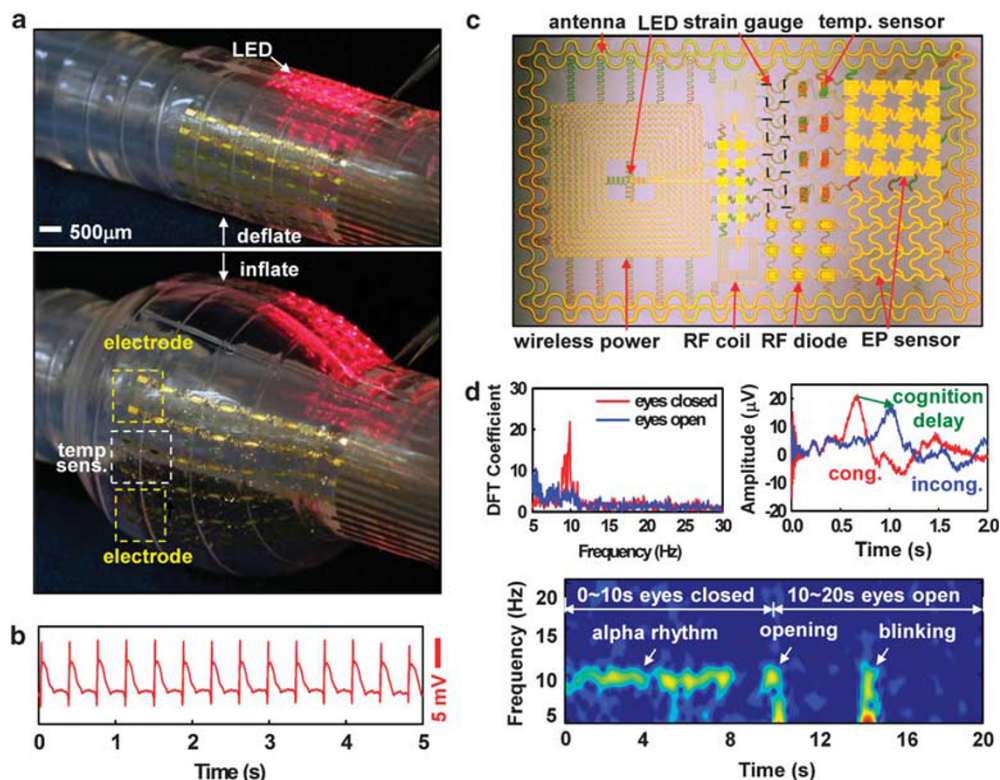 a
LED
500μm
deflate
inflate
electrode
temp
sens.
electrode
b
5 mV
0 1 2 3 4 5
Time (s)
c
antenna LED strain gauge temp. sensor
wireless power RF coil RF diode EP sensor
d
DFT Coefficient
30
20
10
0
5 10 15 20 25 30
Frequency (Hz)
eyes closed
eyes open
Amplitude (μV)
20
10
0
-10
-20
0.0 0.5 1.0 1.5 2.0
Time (s)
cognition
delay
cong.
incong.
Frequency (Hz)
20
15
10
5
0~10s eyes closed 10~20s eyes open
alpha rhythm opening blinking
0 4 8 12 16 20
Time (s)